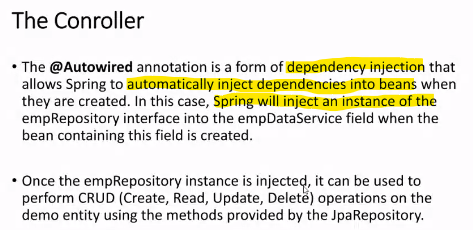 The Conroller
• The @Autowired annotation is a form of dependency injection that
allows Spring to automatically inject dependencies into beans when
they are created. In this case, Spring will inject an instance of the
empRepository interface into the empDataService field when the
bean containing this field is created.
• Once the empRepository instance is injected, it can be used to
perform CRUD (Create, Read, Update, Delete) operations on the
demo entity using the methods provided by the JpaRepository.